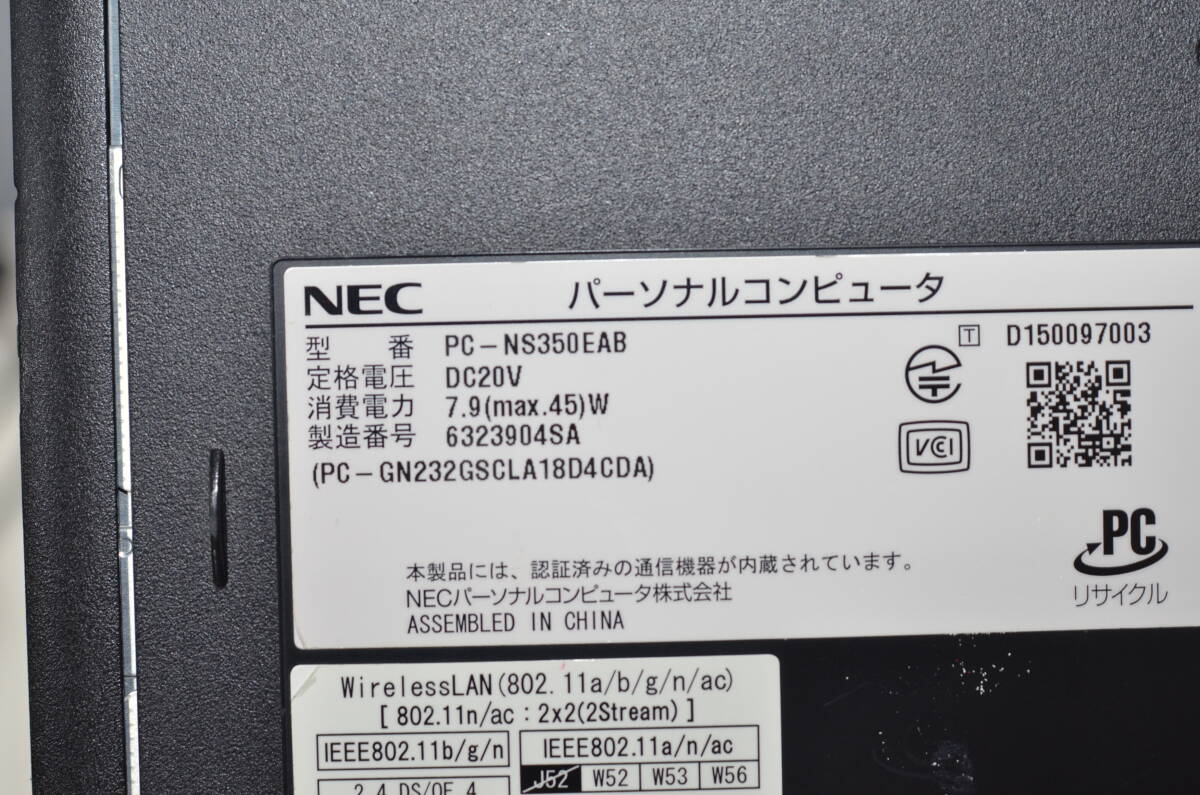 NEC パーソナルコンピュータ
型 番 PC-NS350EAB
定格電圧 DC20V
消費電力 7.9(max.45)W
製造番号 6323904SA
(PC-GN232GSCLA18D4CDA)
T D150097003
VCI
PC
リサイクル
本製品には、認証済みの通信機器が内蔵されています。
NECパーソナルコンピュータ株式会社
ASSEMBLED IN CHINA
WirelessLAN(802.11a/b/g/n/ac)
[ 802.11n/ac : 2x2(2Stream) ]
IEEE802.11b/g/n
IEEE802.11a/n/ac
J52 W52 W53 W56
2.4 DS/OF 4